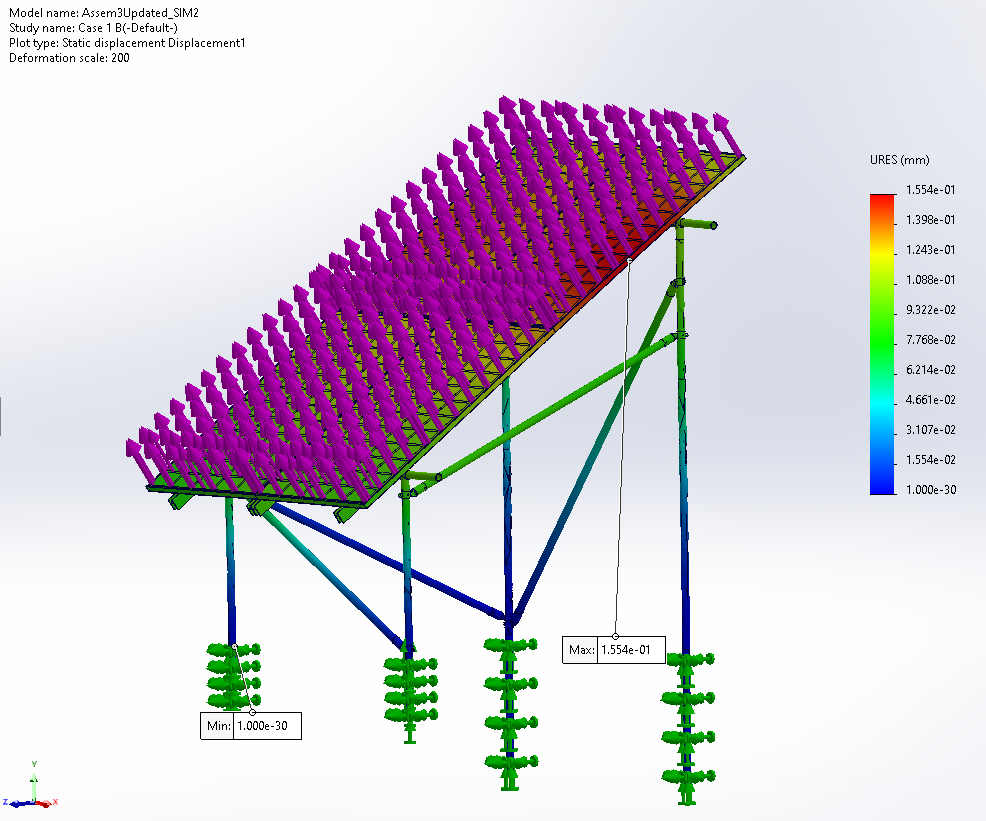 Model name: Assem3Updated_SIM2
Study name: Case 1 B(-Default-)
Plot type: Static displacement Displacement1
Deformation scale: 200
URES (mm)
1.554e-01
1.398e-01
1.243e-01
1.088e-01
9.322e-02
7.768e-02
6.214e-02
4.661e-02
3.107e-02
1.554e-02
1.000e-30
Max: 1.554e-01
Min: 1.000e-30
Y
Z
X